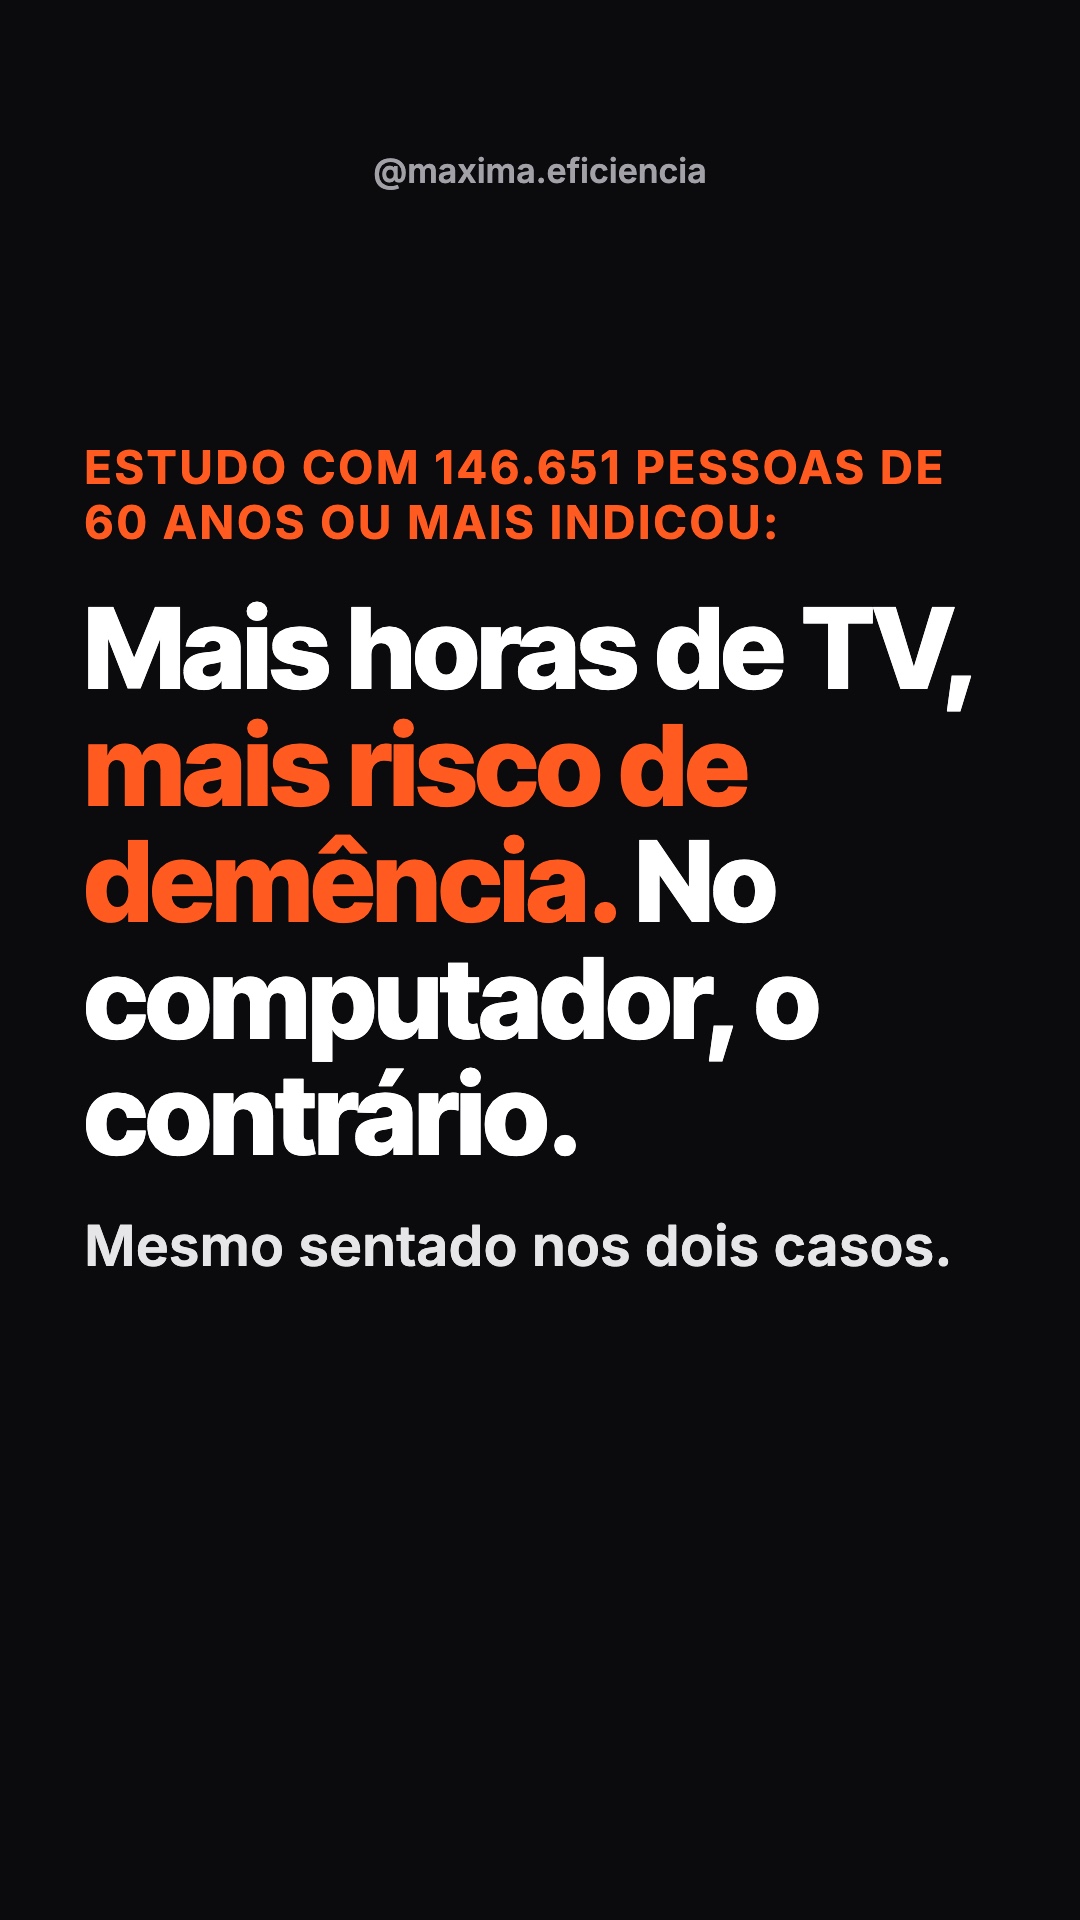 @maxima.eficiencia
ESTUDO COM 146.651 PESSOAS DE
60 ANOS OU MAIS INDICOU:
Mais horas de TV,
mais risco de
demência. No
computador, o
contrário.
Mesmo sentado nos dois casos.